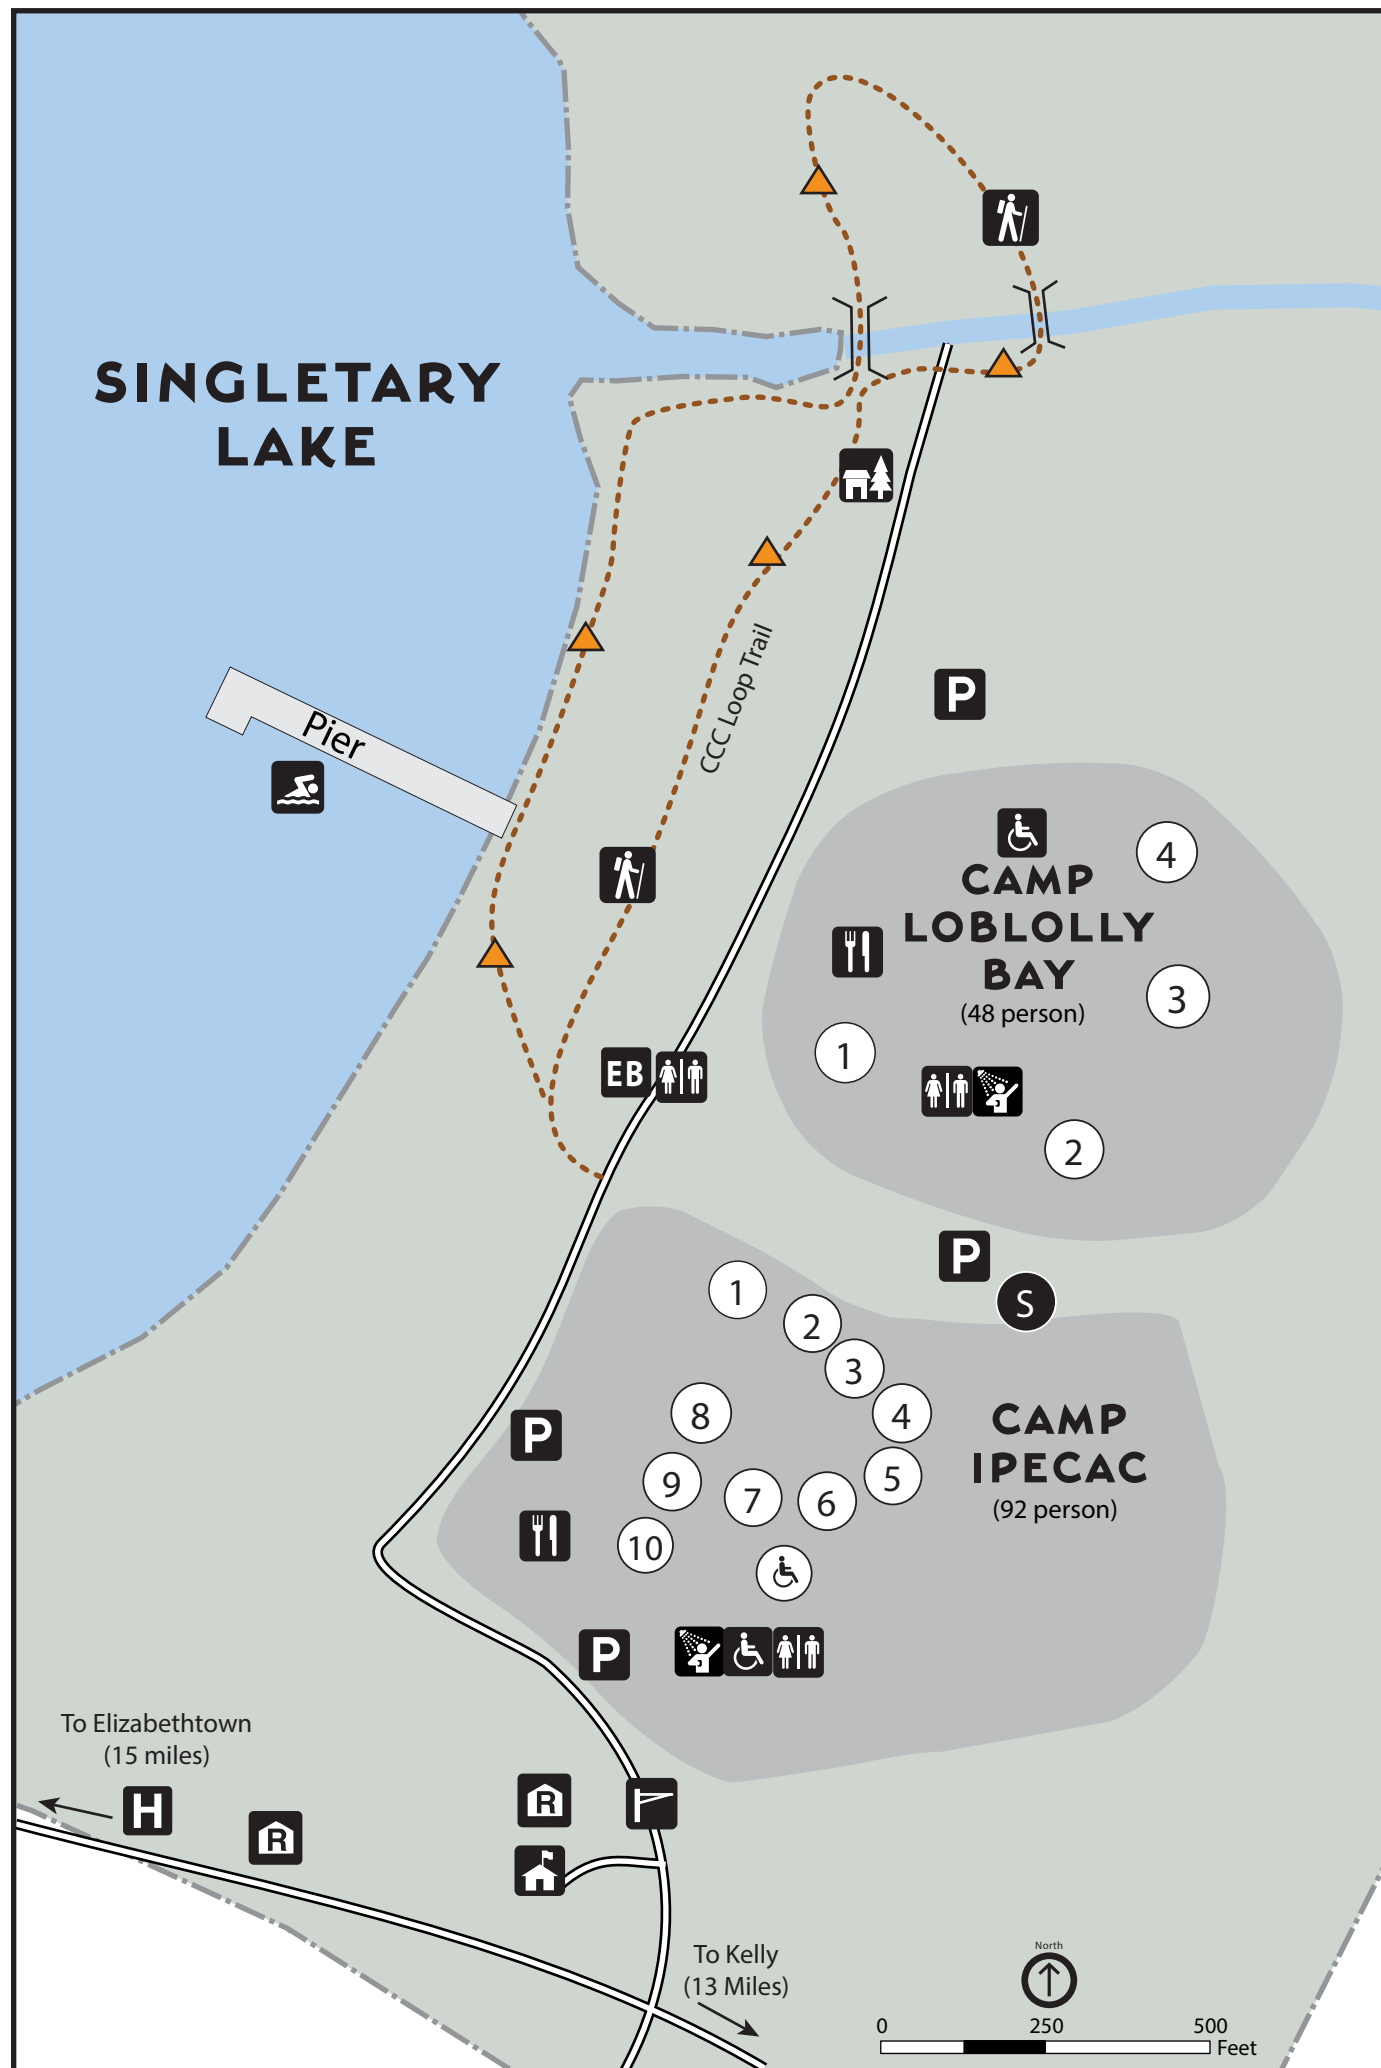 SINGLETARY
LAKE
Pier
CCC Loop Trail
P
CAMP
LOBLOLLY
BAY
(48 person)
4
3
1
2
EB
P
S
1
2
3
4
5
6
7
8
9
10
CAMP
IPECAC
(92 person)
P
P
To Elizabethtown
(15 miles)
H
R
R
To Kelly
(13 Miles)
North
0 250 500
Feet